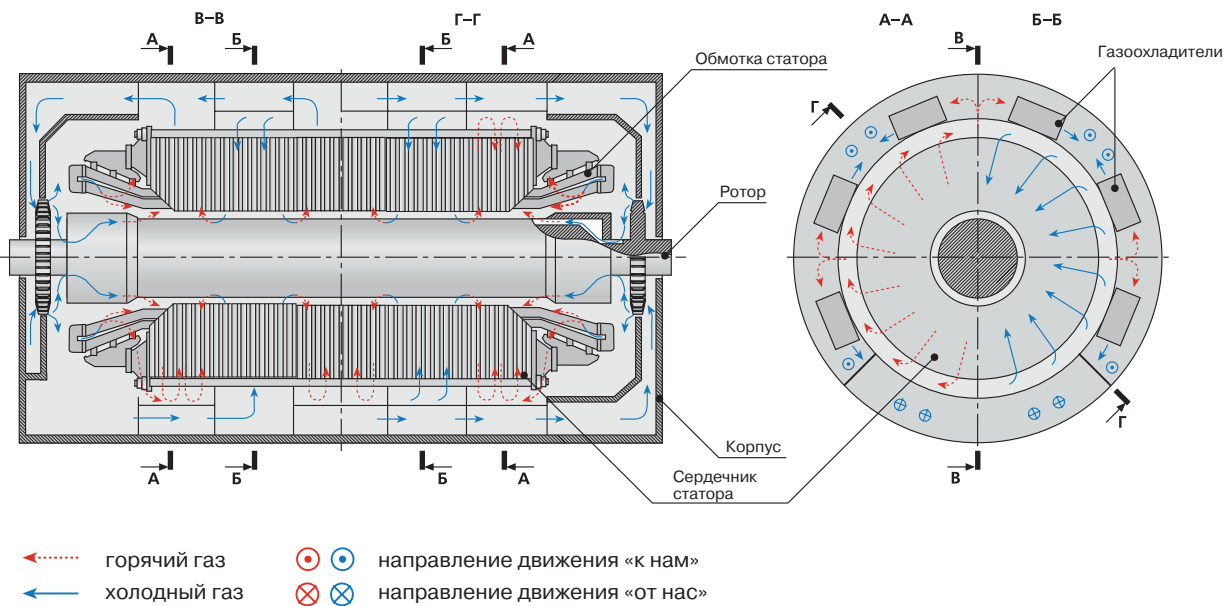 В–В
Г–Г
А–А
Б–Б
А
Б
Б
А
В
Обмотка статора
Газоохладители
Г
Ротор
Г
Корпус
А
Б
Б
А
В
Сердечник
статора
горячий газ
направление движения «к нам»
холодный газ
направление движения «от нас»